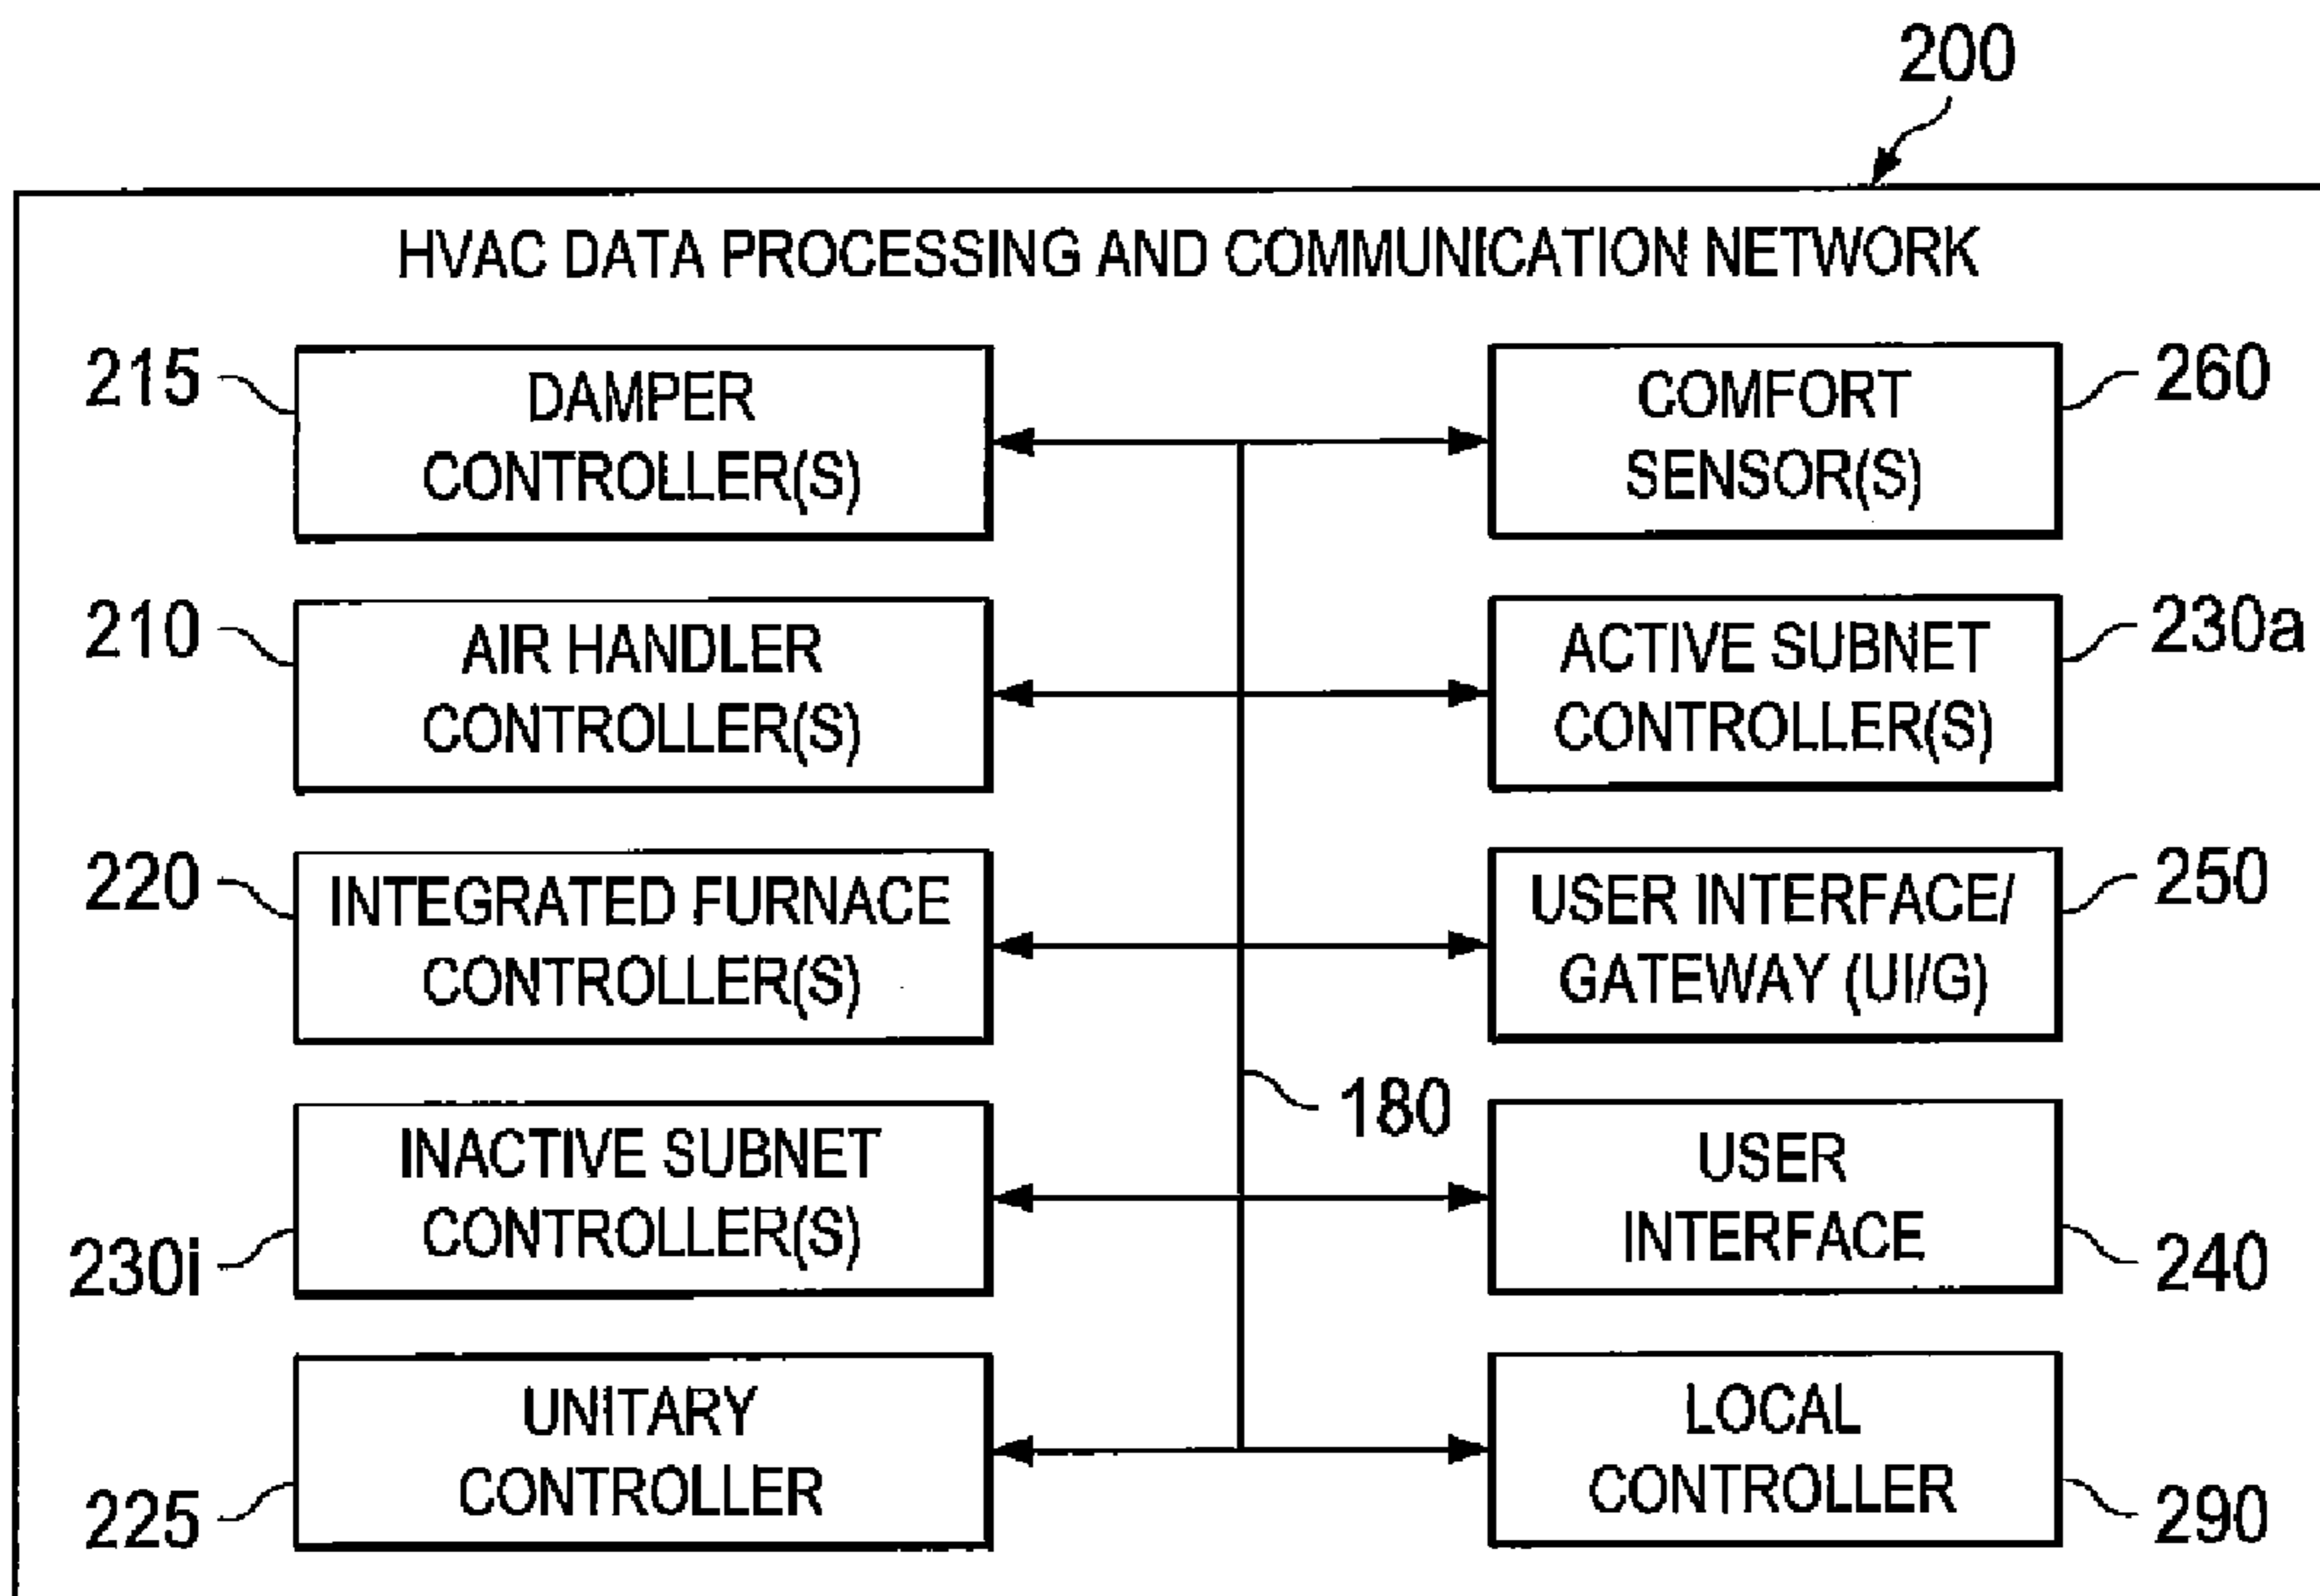 200
HVAC DATA PROCESSING AND COMMUNICATION NETWORK
215
DAMPER
CONTROLLER(S)
COMFORT
SENSOR(S)
260
210
AIR HANDLER
CONTROLLER(S)
ACTIVE SUBNET
CONTROLLER(S)
230a
220
INTEGRATED FURNACE
CONTROLLER(S)
USER INTERFACE/
GATEWAY (UI/G)
250
180
230i
INACTIVE SUBNET
CONTROLLER(S)
USER
INTERFACE
240
225
UNITARY
CONTROLLER
LOCAL
CONTROLLER
290